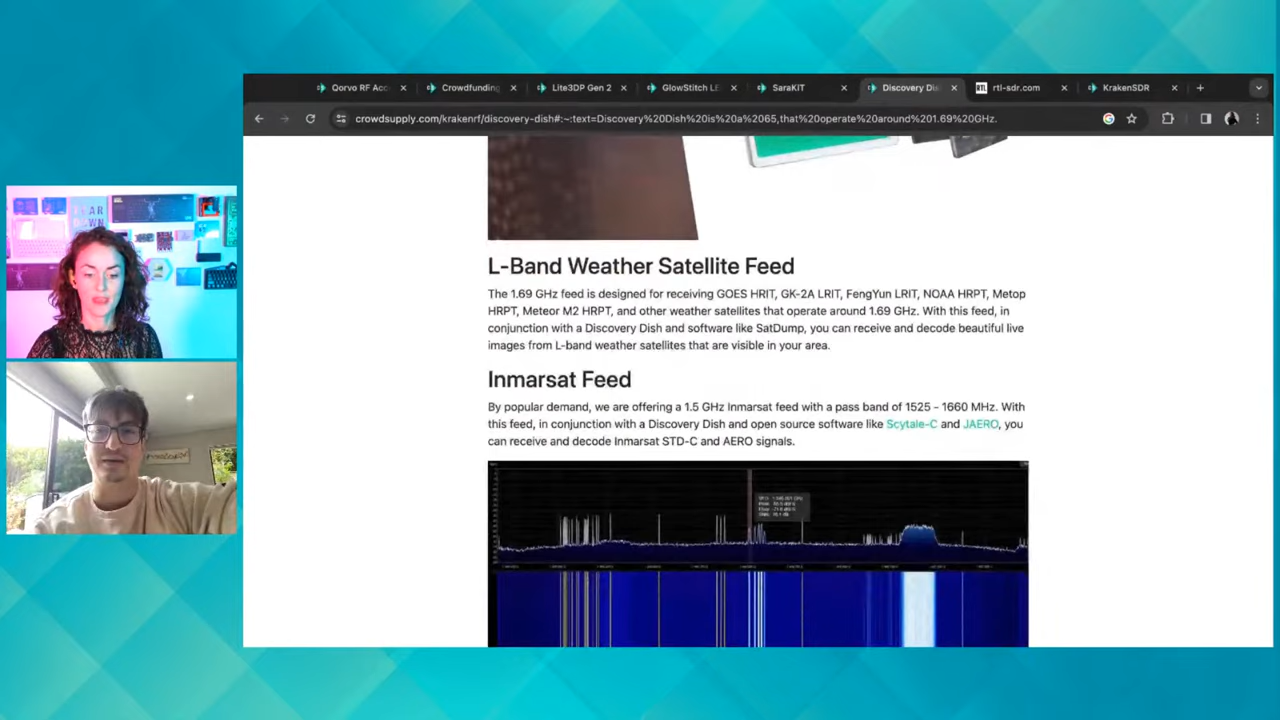 Qorvo RF Acc
Crowdfunding
Lite3DP Gen 2
GlowStitch LE
SaraKIT
Discovery Dis
RTL
rtl-sdr.com
KrakenSDR
crowdsupply.com/krakenrf/discovery-dish#:~:text=Discovery%20Dish%20is%20a%2065,that%20operate%20around%201.69%20GHz.
L-Band Weather Satellite Feed
The 1.69 GHz feed is designed for receiving GOES HRIT, GK-2A LRIT, FengYun LRIT, NOAA HRPT, Metop
HRPT, Meteor M2 HRPT, and other weather satellites that operate around 1.69 GHz. With this feed, in
conjunction with a Discovery Dish and software like SatDump, you can receive and decode beautiful live
images from L-band weather satellites that are visible in your area.
Inmarsat Feed
By popular demand, we are offering a 1.5 GHz Inmarsat feed with a pass band of 1525 - 1660 MHz. With
this feed, in conjunction with a Discovery Dish and open source software like Scytale-C and JAERO, you
can receive and decode Inmarsat STD-C and AERO signals.